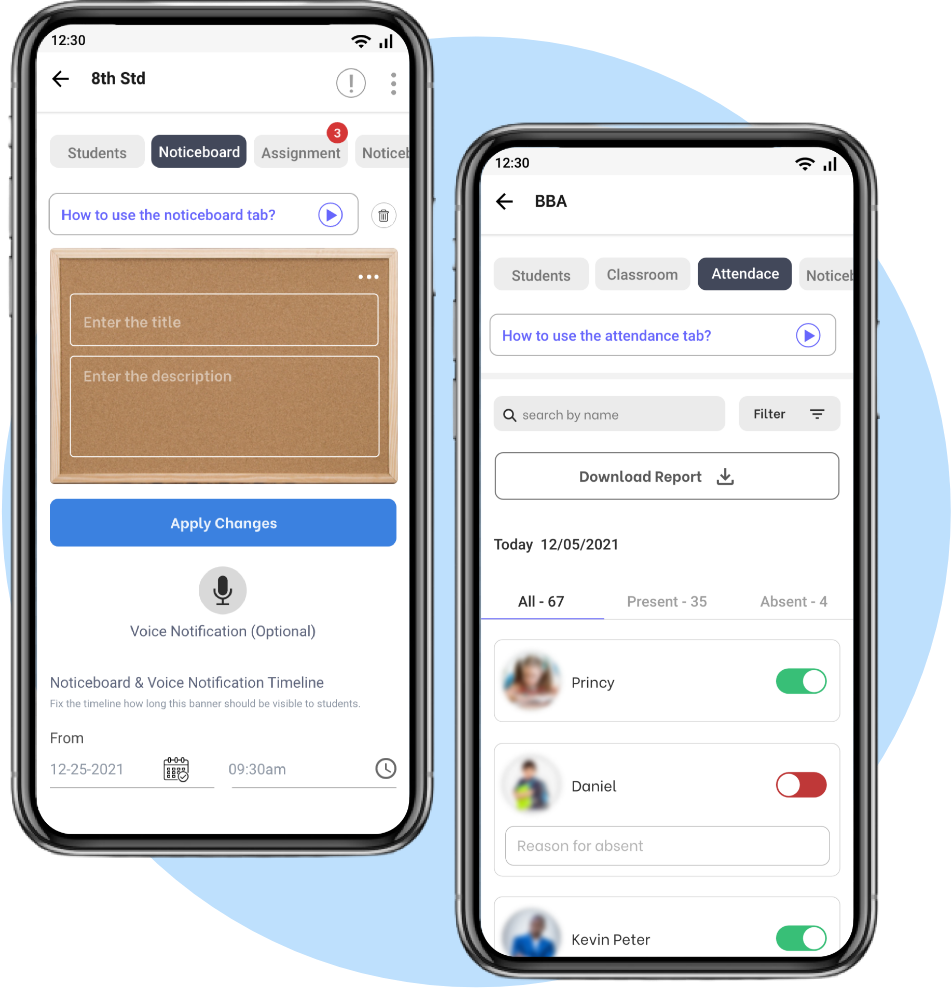 12:30
8th Std
Students
Noticeboard
Assignment
3
Noticeb
How to use the noticeboard tab?
Enter the title
Enter the description
Apply Changes
Voice Notification (Optional)
Noticeboard & Voice Notification Timeline
Fix the timeline how long this banner should be visible to students.
From
12-25-2021
09:30am
12:30
BBA
Students
Classroom
Attendace
Noticeb
How to use the attendance tab?
search by name
Filter
Download Report
Today 12/05/2021
All - 67
Present - 35
Absent - 4
Princy
Daniel
Reason for absent
Kevin Peter